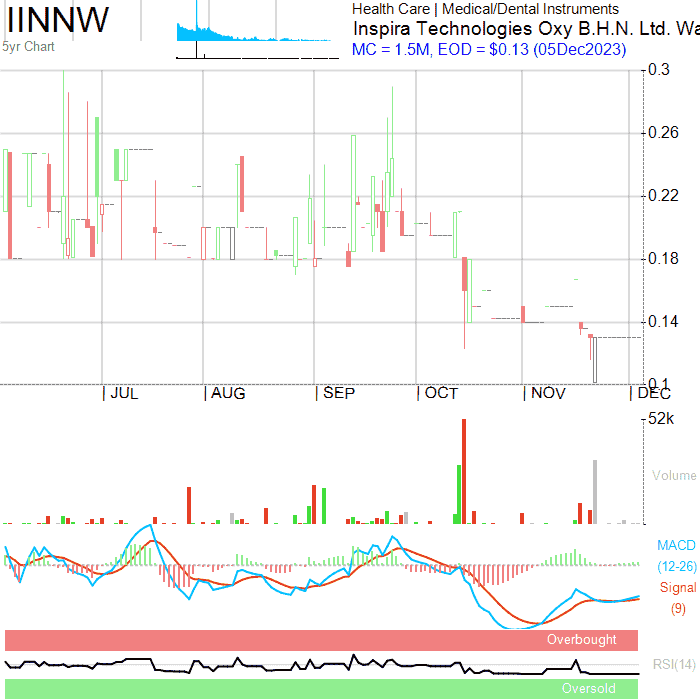 IINNW
5yr Chart
Health Care | Medical/Dental Instruments
Inspira Technologies Oxy B.H.N. Ltd. Wa
MC = 1.5M, EOD = $0.13 (05Dec2023)
0.3
0.26
0.22
0.18
0.14
0.1
JUL AUG SEP OCT NOV DEC
52k
Volume
MACD
(12-26)
Signal
(9)
Overbought
RSI(14)
Oversold